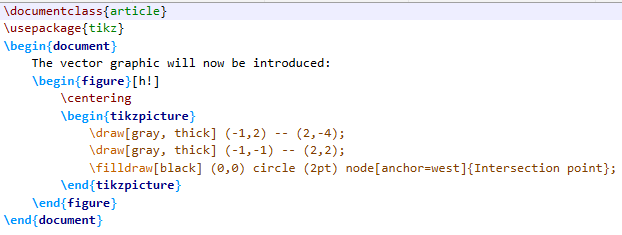 \documentclass{article}
\usepackage{tikz}
\begin{document}
    The vector graphic will now be introduced:
    \begin{figure}[h!]
        \centering
        \begin{tikzpicture}
            \draw[gray, thick] (-1,2) -- (2,-4);
            \draw[gray, thick] (-1,-1) -- (2,2);
            \filldraw[black] (0,0) circle (2pt) node[anchor=west]{Intersection point};
        \end{tikzpicture}
    \end{figure}
\end{document}